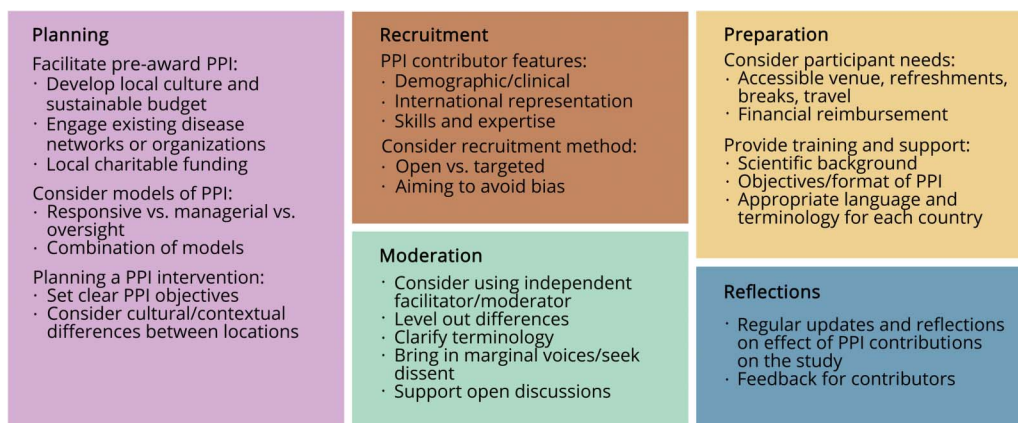 Planning
Facilitate pre-award PPI:
· Develop local culture and
sustainable budget
· Engage existing disease
networks or organizations
· Local charitable funding
Consider models of PPI:
· Responsive vs. managerial vs.
oversight
· Combination of models
Planning a PPI intervention:
· Set clear PPI objectives
· Consider cultural/contextual
differences between locations
Recruitment
PPI contributor features:
· Demographic/clinical
· International representation
· Skills and expertise
Consider recruitment method:
· Open vs. targeted
· Aiming to avoid bias
Moderation
· Consider using independent
facilitator/moderator
· Level out differences
· Clarify terminology
· Bring in marginal voices/seek
dissent
· Support open discussions
Preparation
Consider participant needs:
· Accessible venue, refreshments,
breaks, travel
· Financial reimbursement
Provide training and support:
· Scientific background
· Objectives/format of PPI
· Appropriate language and
terminology for each country
Reflections
· Regular updates and reflections
on effect of PPI contributions
on the study
· Feedback for contributors